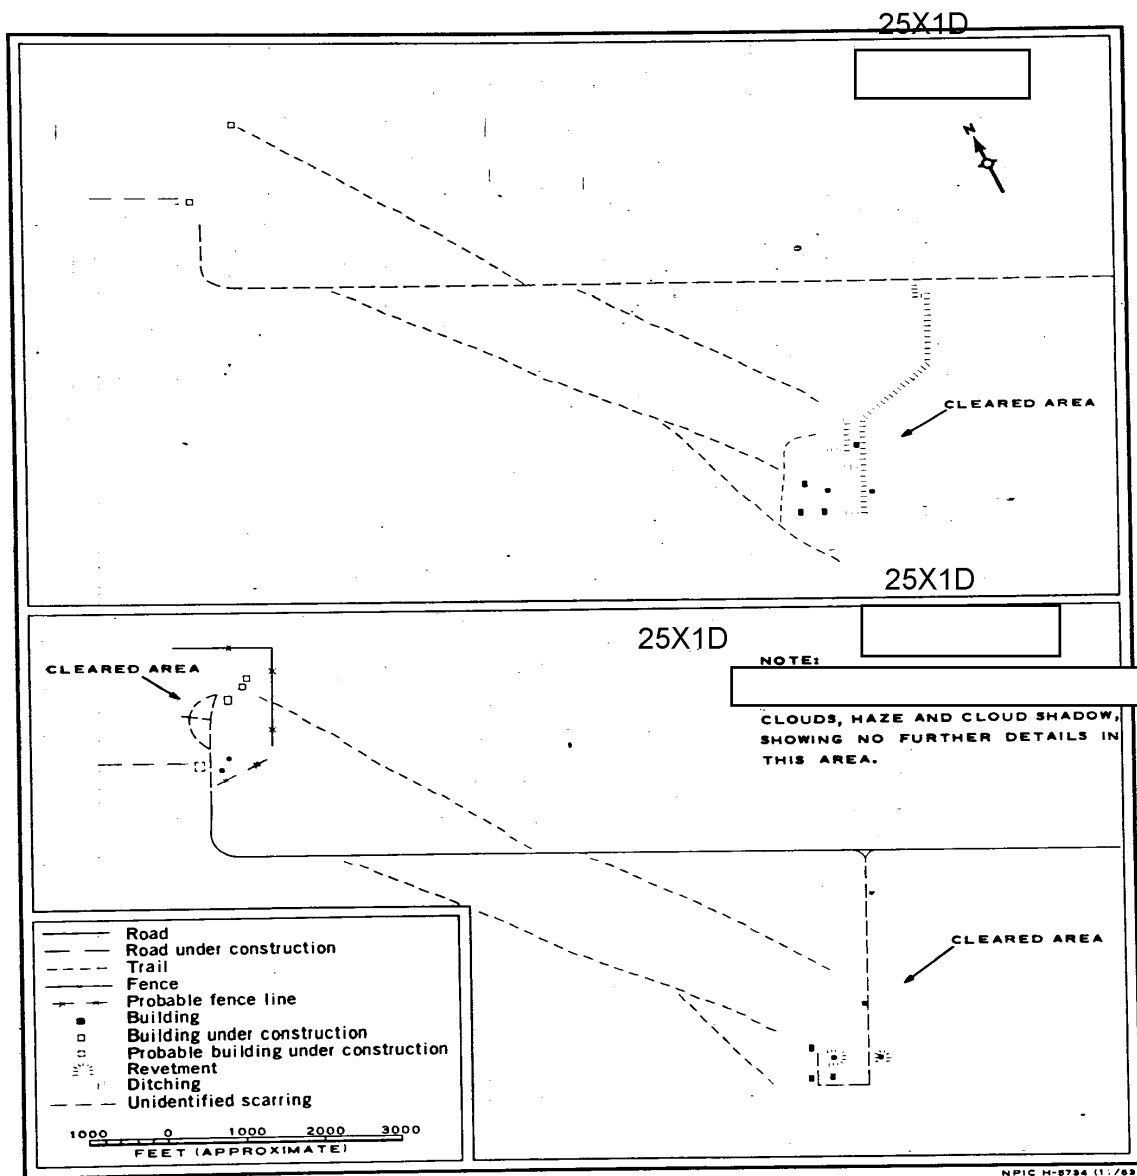 25X1D
N
CLEARED AREA
25X1D
25X1D
NOTE:
CLOUDS, HAZE AND CLOUD SHADOW,
SHOWING NO FURTHER DETAILS IN
THIS AREA.
CLEARED AREA
CLEARED AREA
Road
Road under construction
Trail
Fence
Probable fence line
Building
Building under construction
Probable building under construction
Revetment
Ditching
Unidentified scarring
1000 0 1000 2000 3000
FEET (APPROXIMATE)
NPIC H-8794